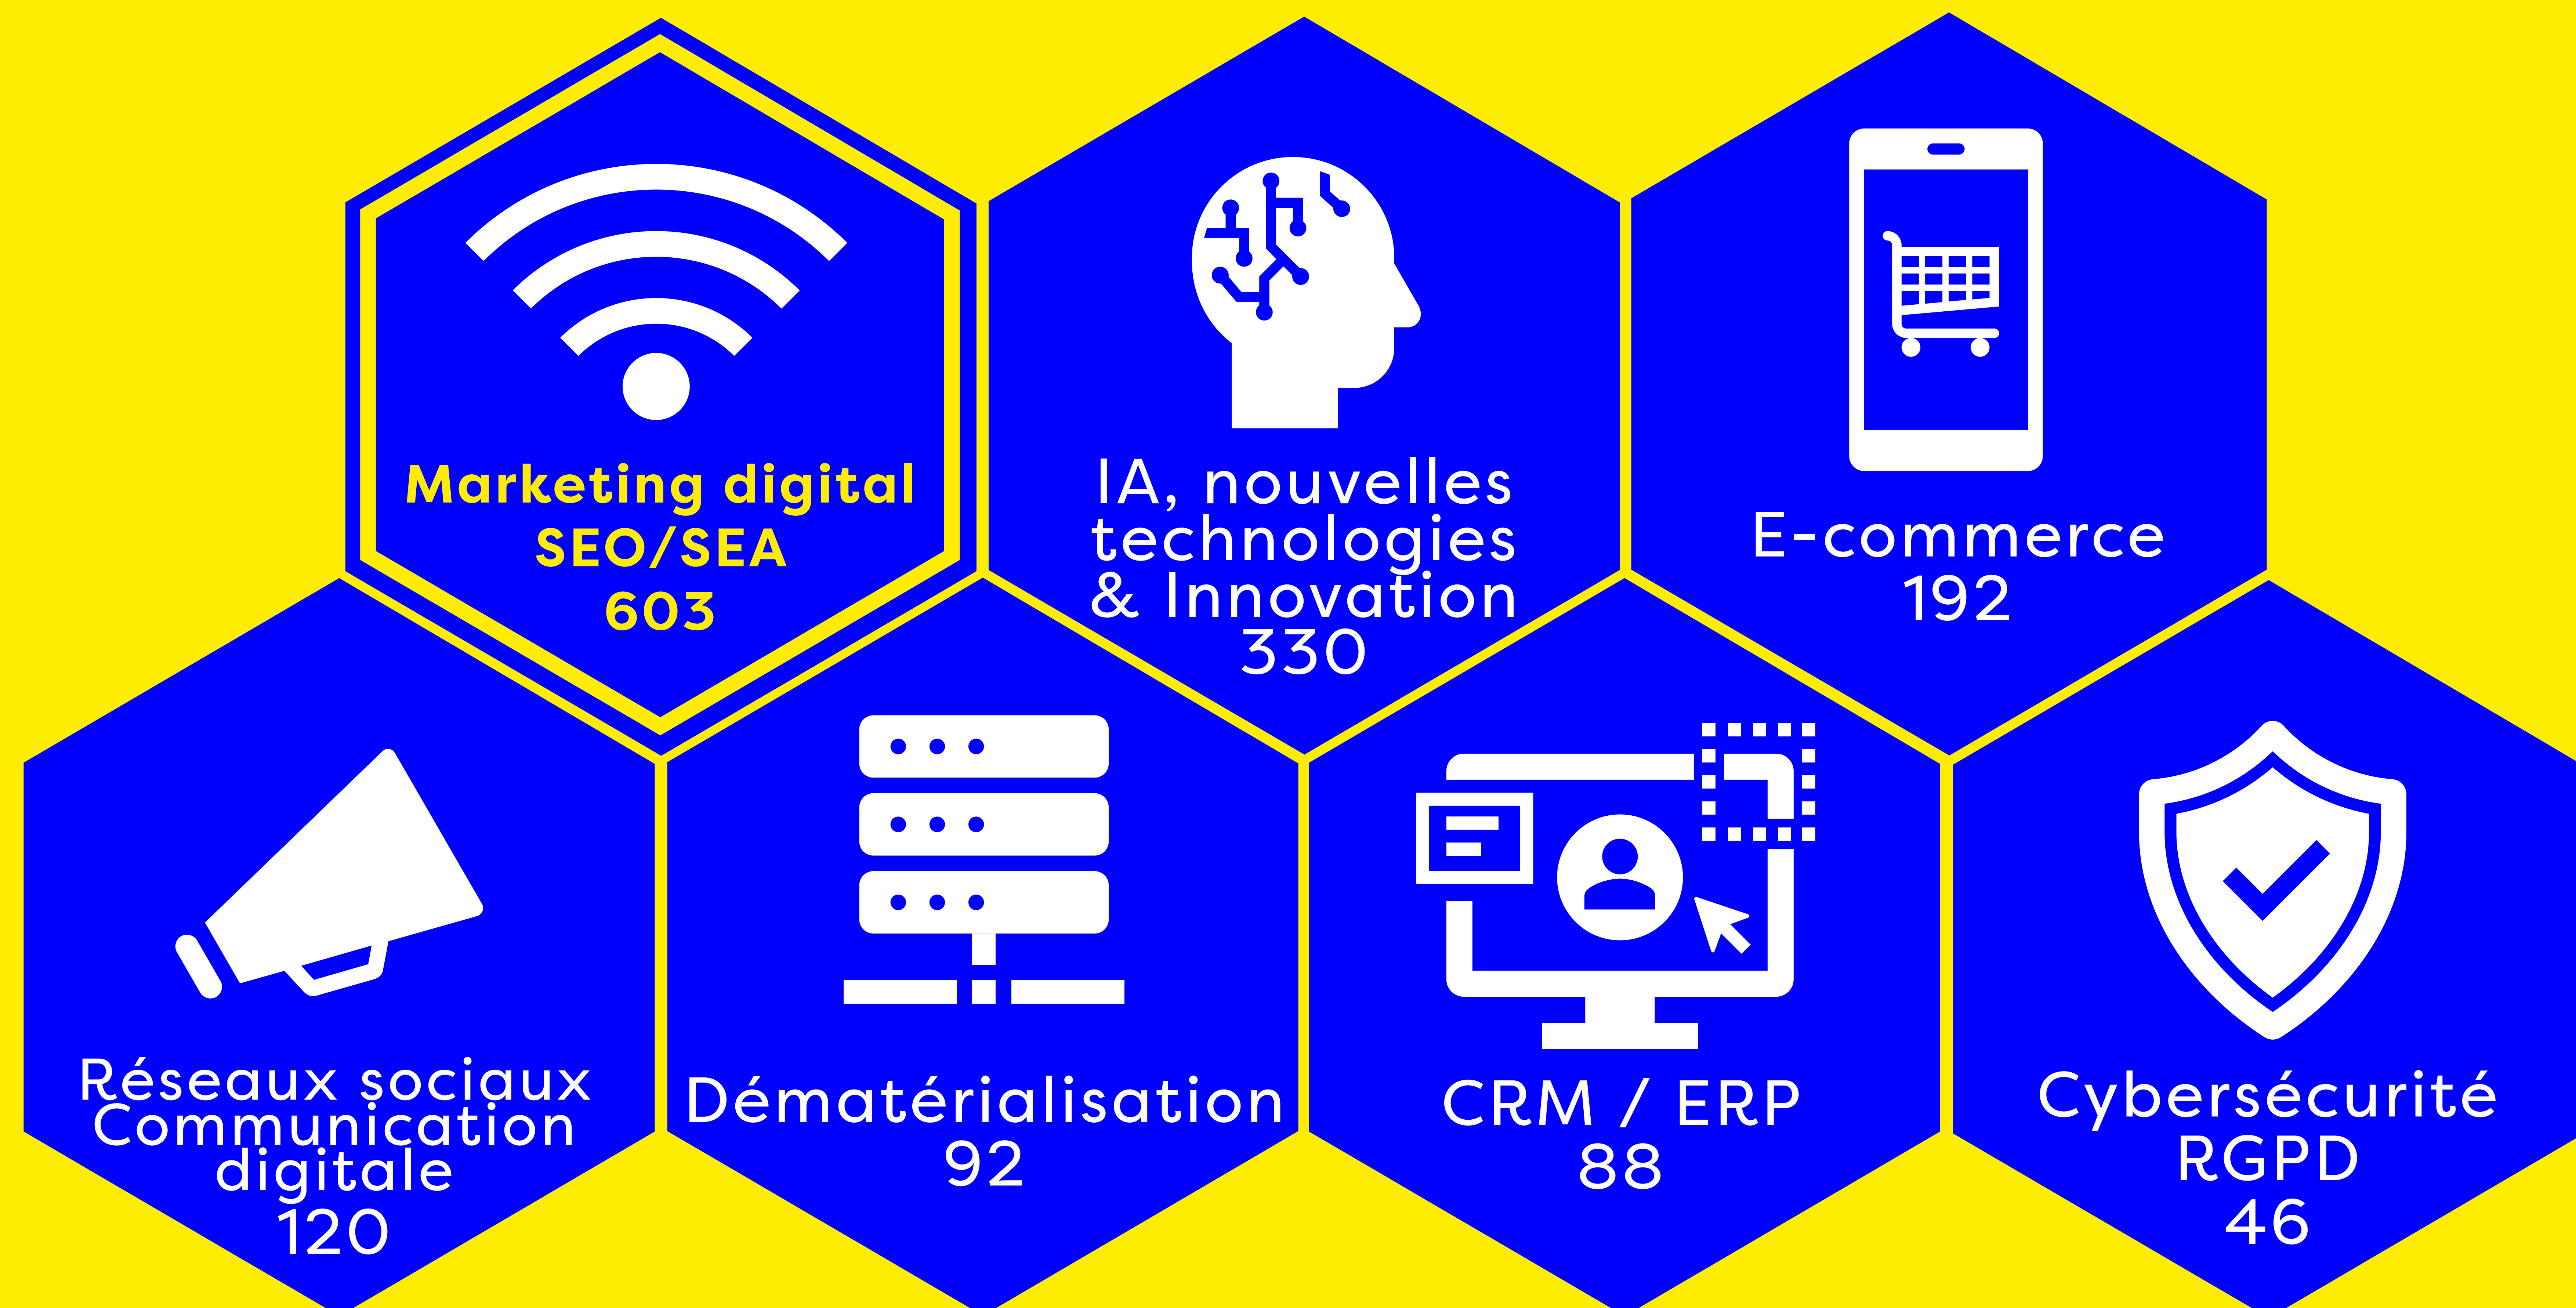 Marketing digital
SEO/SEA
603
IA, nouvelles
technologies
& Innovation
330
E-commerce
192
Réseaux sociaux
Communication
digitale
120
Dématérialisation
92
CRM / ERP
88
Cybersécurité
RGPD
46